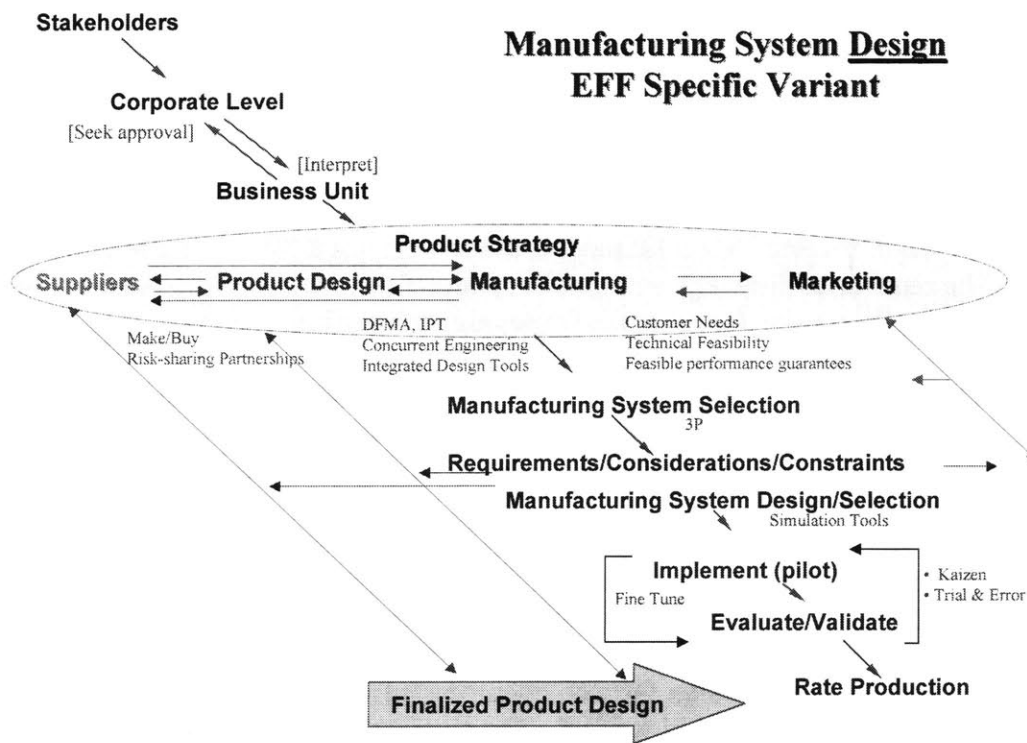 Stakeholders
Manufacturing System Design
EFF Specific Variant
Corporate Level
[Seek approval]
[Interpret]
Business Unit
Product Strategy
Suppliers Product Design Manufacturing Marketing
Make/Buy
Risk-sharing Partnerships
DFMA, IPT
Concurrent Engineering
Integrated Design Tools
Customer Needs
Technical Feasibility
Feasible performance guarantees
Manufacturing System Selection
3P
Requirements/Considerations/Constraints
Manufacturing System Design/Selection
Simulation Tools
Implement (pilot)
Fine Tune
• Kaizen
• Trial & Error
Evaluate/Validate
Rate Production
Finalized Product Design